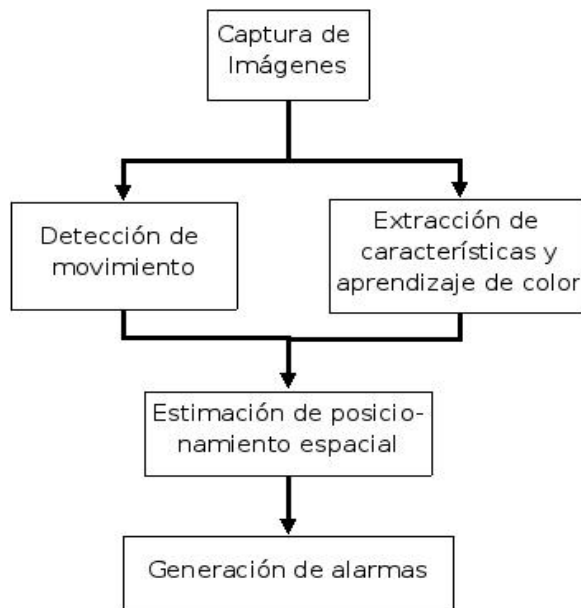 Captura de
Imágenes
Detección de
movimiento
Extracción de
características y
aprendizaje de color
Estimación de posicio-
namiento espacial
Generación de alarmas